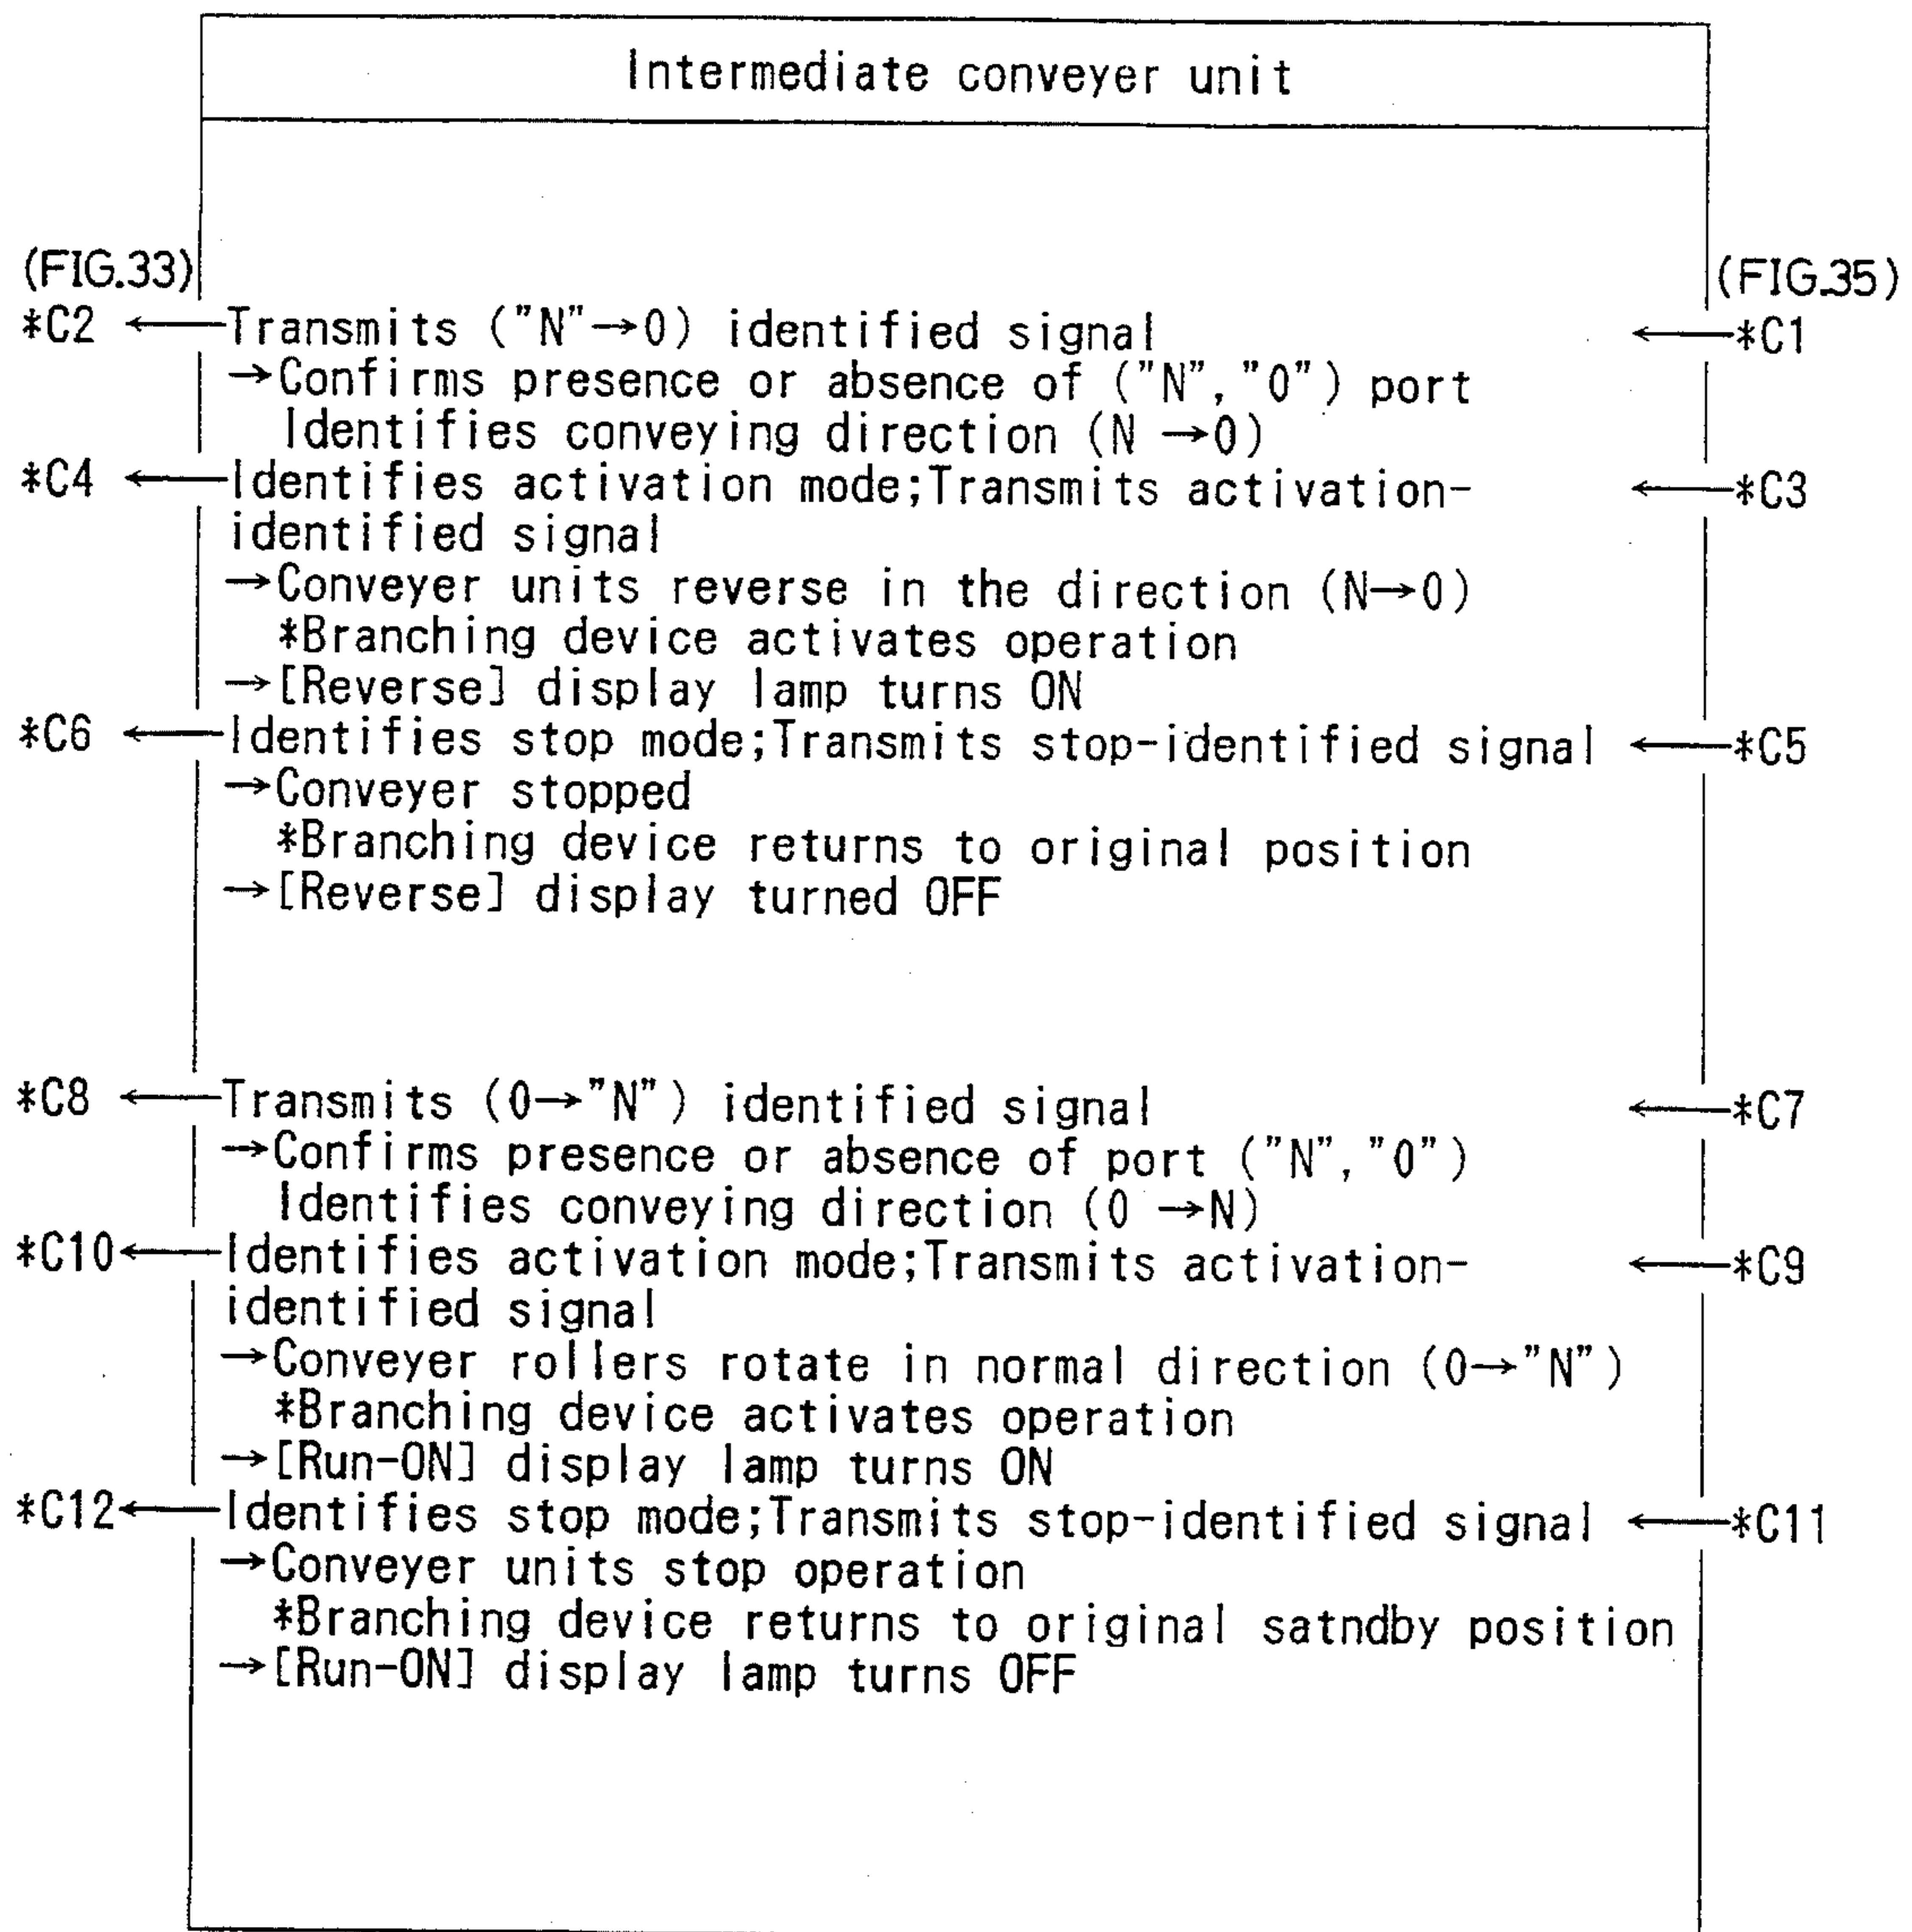 Intermediate conveyer unit
(FIG.33) (FIG.35)
*C2 ←Transmits ("N"→0) identified signal ←*C1
→Confirms presence or absence of ("N","0") port
Identifies conveying direction (N →0)
*C4 ←Identifies activation mode;Transmits activation- ←*C3
identified signal
→Conveyer units reverse in the direction (N→0)
*Branching device activates operation
→[Reverse] display lamp turns ON
*C6 ←Identifies stop mode;Transmits stop-identified signal ←*C5
→Conveyer stopped
*Branching device returns to original position
→[Reverse] display turned OFF
*C8 ←Transmits (0→"N") identified signal ←*C7
→Confirms presence or absence of port ("N","0")
Identifies conveying direction (0 →N)
*C10←Identifies activation mode;Transmits activation- ←*C9
identified signal
→Conveyer rollers rotate in normal direction (0→"N")
*Branching device activates operation
→[Run-ON] display lamp turns ON
*C12←Identifies stop mode;Transmits stop-identified signal ←*C11
→Conveyer units stop operation
*Branching device returns to original satndby position
→[Run-ON] display lamp turns OFF